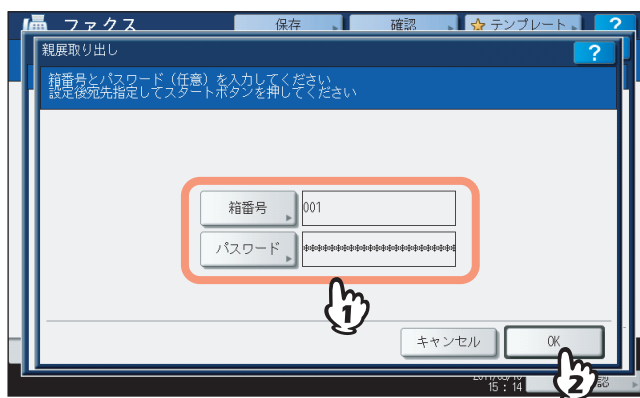 ファクス
保存
確認
テンプレート
?
親展取り出し
?
箱番号とパスワード（任意）を入力してください
設定後宛先指定してスタートボタンを押してください
箱番号
001
パスワード
************************
1
キャンセル
OK
2
15 : 14
認